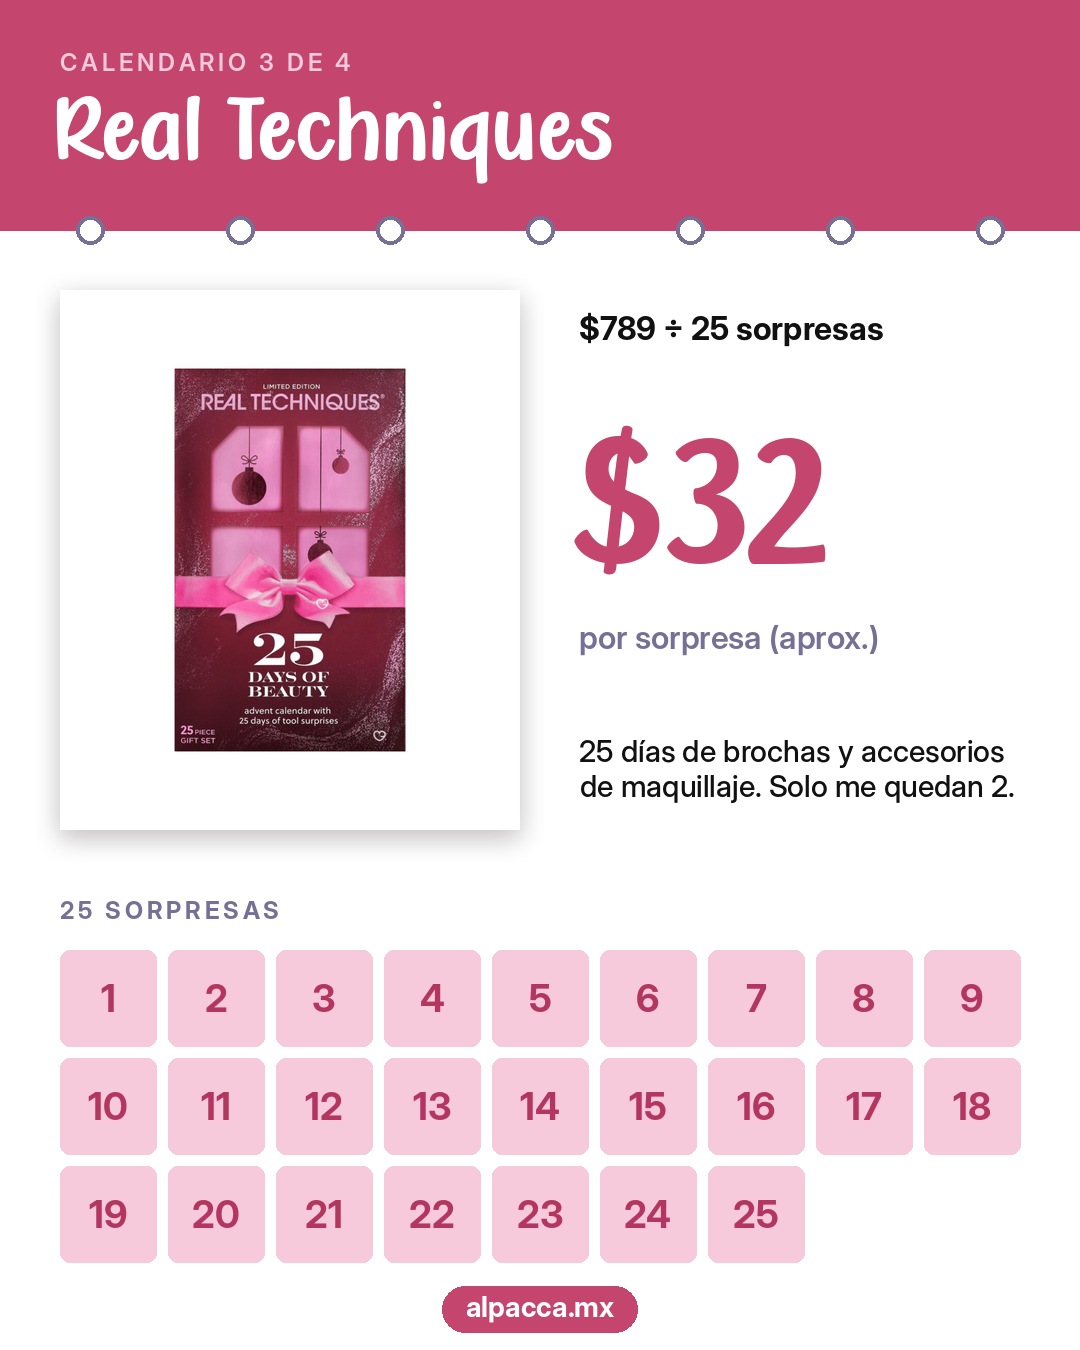 CALENDARIO 3 DE 4
Real Techniques
LIMITED EDITION
REAL TECHNIQUES®
25
DAYS OF
BEAUTY
advent calendar with
25 days of tool surprises
25 PIECE
GIFT SET
$789 ÷ 25 sorpresas
$32
por sorpresa (aprox.)
25 días de brochas y accesorios
de maquillaje. Solo me quedan 2.
25 SORPRESAS
1 2 3 4 5 6 7 8 9
10 11 12 13 14 15 16 17 18
19 20 21 22 23 24 25
alpacca.mx